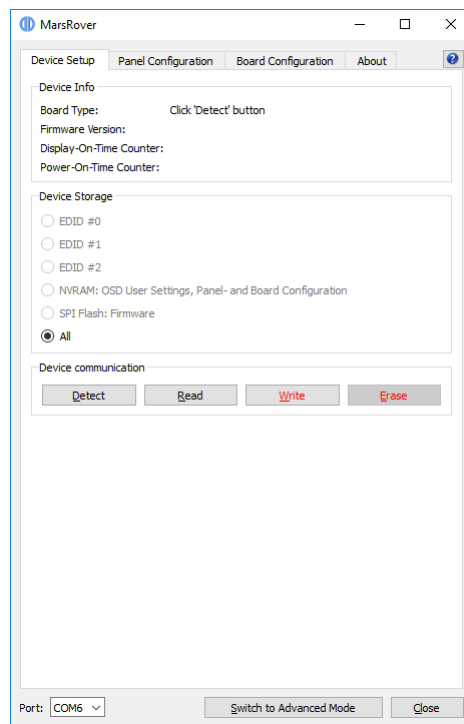 MarsRover
Device Setup Panel Configuration Board Configuration About
Device Info
Board Type: Click 'Detect' button
Firmware Version:
Display-On-Time Counter:
Power-On-Time Counter:
Device Storage
EDID #0
EDID #1
EDID #2
NVRAM: OSD User Settings, Panel- and Board Configuration
SPI Flash: Firmware
All
Device communication
Detect Read Write Erase
Port: COM6 Switch to Advanced Mode Close